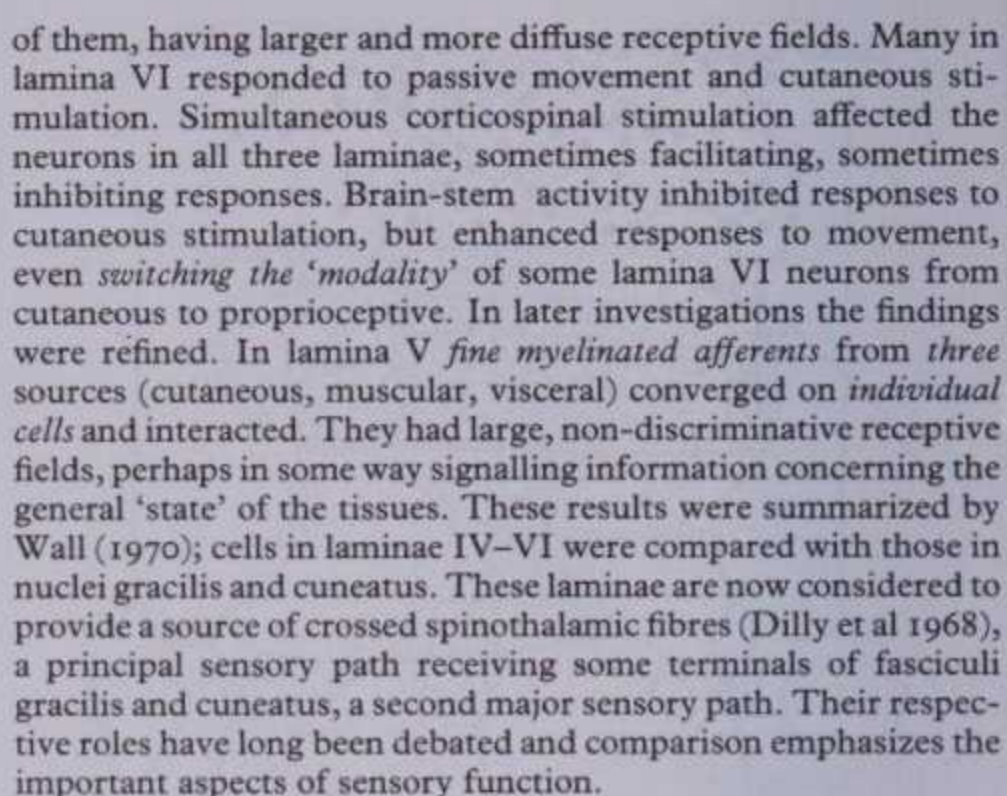 of them, having larger and more diffuse receptive fields. Many in
lamina VI responded to passive movement and cutaneous sti-
mulation. Simultaneous corticospinal stimulation affected the
neurons in all three laminae, sometimes facilitating, sometimes
inhibiting responses. Brain-stem activity inhibited responses to
cutaneous stimulation, but enhanced responses to movement,
even switching the ‘modality’ of some lamina VI neurons from
cutaneous to proprioceptive. In later investigations the findings
were refined. In lamina V fine myelinated afferents from three
sources (cutaneous, muscular, visceral) converged on individual
cells and interacted. They had large, non-discriminative receptive
fields, perhaps in some way signalling information concerning the
general ‘state’ of the tissues. These results were summarized by
Wall (1970); cells in laminae IV–VI were compared with those in
nuclei gracilis and cuneatus. These laminae are now considered to
provide a source of crossed spinothalamic fibres (Dilly et al 1968),
a principal sensory path receiving some terminals of fasciculi
gracilis and cuneatus, a second major sensory path. Their respec-
tive roles have long been debated and comparison emphasizes the
important aspects of sensory function.